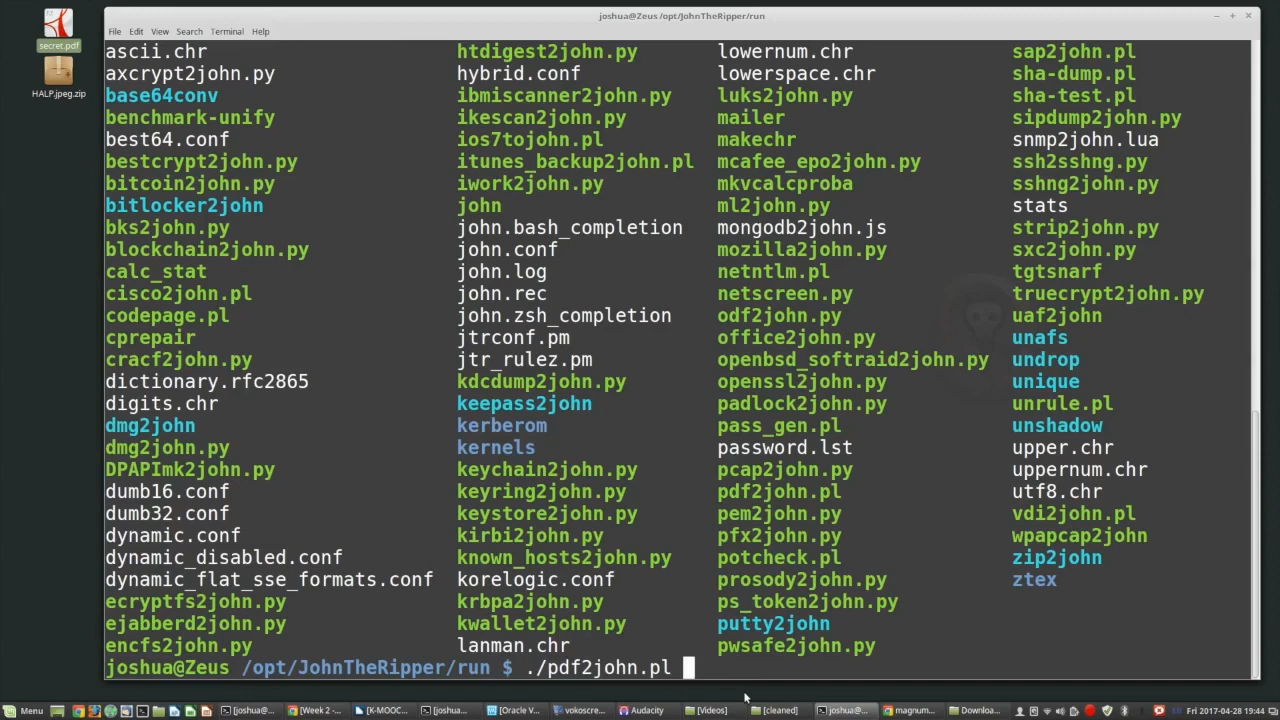 joshua@Zeus /opt/JohnTheRipper/run
File Edit View Search Terminal Help
secret.pdf
HALP.jpeg.zip
ascii.chr htdigest2john.py lowernum.chr sap2john.pl
axcrypt2john.py hybrid.conf lowerspace.chr sha-dump.pl
base64conv ibmiscanner2john.py luks2john.py sha-test.pl
benchmark-unify ikescan2john.py mailer sipdump2john.py
best64.conf ios7tojohn.pl makechr snmp2john.lua
bestcrypt2john.py itunes_backup2john.pl mcafee_epo2john.py ssh2sshng.py
bitcoin2john.py iwork2john.py mkvcalcproba sshng2john.py
bitlocker2john john ml2john.py stats
bks2john.py john.bash_completion mongodb2john.js strip2john.py
blockchain2john.py john.conf mozilla2john.py sxc2john.py
calc_stat john.log netntlm.pl tgtsnarf
cisco2john.pl john.rec netscreen.py truecrypt2john.py
codepage.pl john.zsh_completion odf2john.py uaf2john
cprepair jtrconf.pm office2john.py unafs
cracf2john.py jtr_rulez.pm openbsd_softraid2john.py undrop
dictionary.rfc2865 kdcdump2john.py openssl2john.py unique
digits.chr keepass2john padlock2john.py unrule.pl
dmg2john kerberom pass_gen.pl unshadow
dmg2john.py kernels password.lst upper.chr
DPAPImk2john.py keychain2john.py pcap2john.py uppernum.chr
dumb16.conf keyring2john.py pdf2john.pl utf8.chr
dumb32.conf keystore2john.py pem2john.py vdi2john.pl
dynamic.conf kirbi2john.py pfx2john.py wpapcap2john
dynamic_disabled.conf known_hosts2john.py potcheck.pl zip2john
dynamic_flat_sse_formats.conf korelogic.conf prosody2john.py ztex
ecryptfs2john.py krbpa2john.py ps_token2john.py
ejabberd2john.py kwallet2john.py putty2john
encfs2john.py lanman.chr pwsafe2john.py
joshua@Zeus /opt/JohnTheRipper/run $ ./pdf2john.pl
Menu [joshua@... [Week 2 -... [K-MOOC... [joshua@... [Oracle V... vokoscre... Audacity [Videos] [cleaned] joshua@... magnum... Downloa... Fri 2017-04-28 19:44